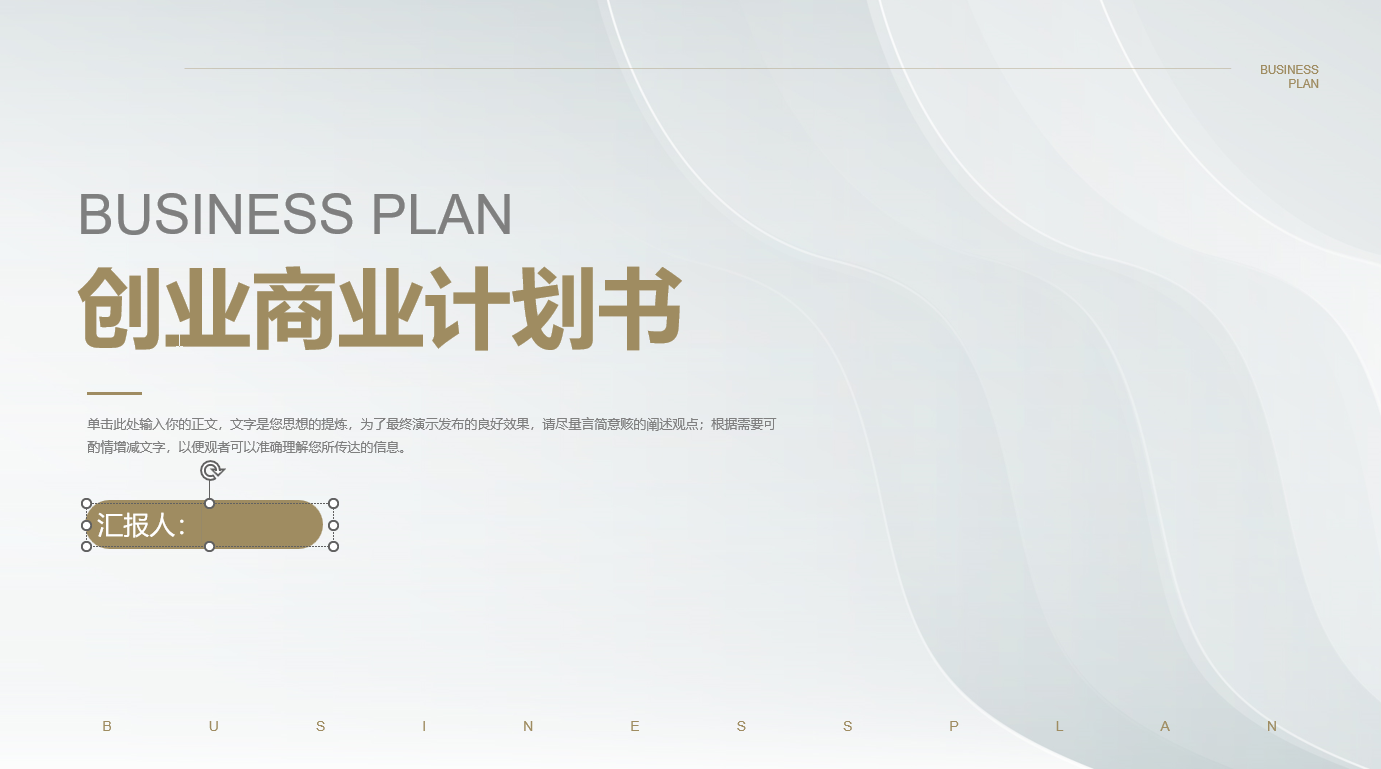 BUSINESS
PLAN
BUSINESS PLAN
创业商业计划书
单击此处输入你的正文，文字是您思想的提炼，为了最终演示发布的良好效果，请尽量言简意赅的阐述观点；根据需要可
酌情增减文字，以便观者可以准确理解您所传达的信息。
汇报人：
B U S I N E S S P L A N